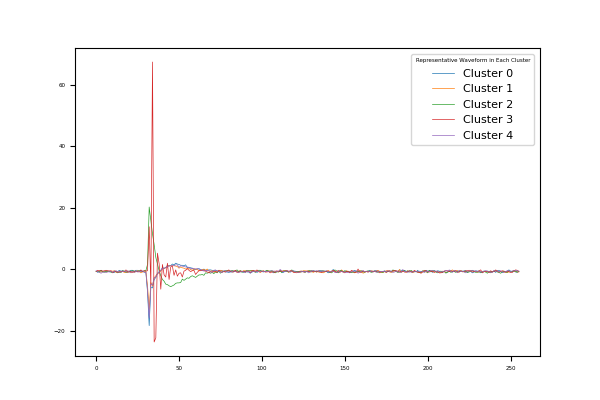 Representative Waveform in Each Cluster
Cluster 0
Cluster 1
Cluster 2
Cluster 3
Cluster 4
60
40
20
0
−20
0 50 100 150 200 250